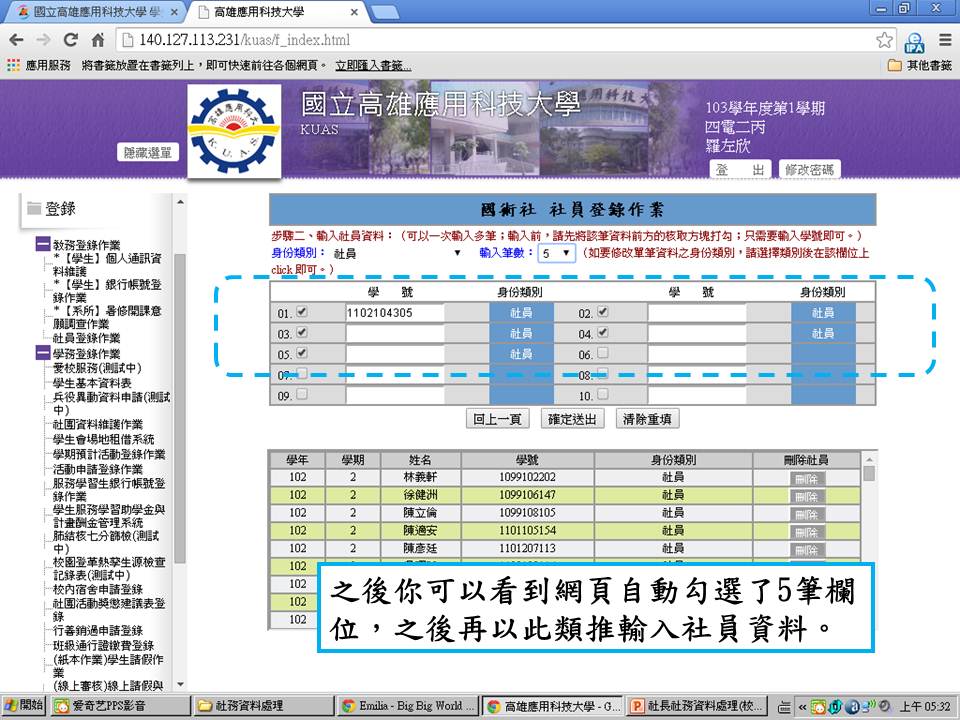 國立高雄應用科技大學 學
高雄應用科技大學
140.127.113.231/kuas/f_index.html
應用服務 將書籤放置在書籤列上，即可快速前往各個網頁。 立即匯入書籤...
其他書籤
國立高雄應用科技大學
KUAS
103學年度第1學期
四電二丙
羅左欣
隱藏選單
登 出
修改密碼
登錄
教務登錄作業
*【學生】個人通訊資
料維護
*【學生】銀行帳號登
錄作業
*【系所】暑修開課意
願調查作業
社員登錄作業
學務登錄作業
愛校服務(測試中)
學生基本資料表
兵役異動資料申請(測試
中)
社團資料維護作業
學生會場地租借系統
學期預計活動登錄作業
活動申請登錄作業
服務學習生銀行帳號登
錄作業
學生服務學習助學金與
計畫酬金管理系統
肺結核七分篩檢(測試
中)
校園登革熱孳生源檢查
記錄表(測試中)
校內宿舍申請登錄
社團活動獎懲建議表登
錄
行善銷過申請登錄
班級通行證繳費登錄
(紙本作業)學生請假作
業
(線上審核)線上請假與
國術社 社員登錄作業
步驟二、輸入社員資料：（可以一次輸入多筆；輸入前，請先將該筆資料前方的核取方塊打勾；只需要輸入學號即可。）
身份類別： 社員 輸入筆數： 5 （如要修改單筆資料之身份類別，請選擇類別後在該欄位上
click 即可。）
學 號 身份類別 學 號 身份類別
01. 1102104305 社員 02. 社員
03. 社員 04. 社員
05. 社員 06.
07. 08.
09. 10.
回上一頁 確定送出 清除重填
學年 學期 姓名 學號 身份類別 刪除社員
102 2 林義軒 1099102202 社員 刪除
102 2 徐健洲 1099106147 社員 刪除
102 2 陳立倫 1099108105 社員 刪除
102 2 陳適安 1101105154 社員 刪除
102 2 陳彥廷 1101207113 社員 刪除
102
102
102
102
之後你可以看到網頁自動勾選了5筆欄
位，之後再以此類推輸入社員資料。
開始 爱奇艺PPS影音 社務資料處理 Emilia - Big Big World ... 高雄應用科技大學 - G... 社長社務資料處理(校... 上午 05:32